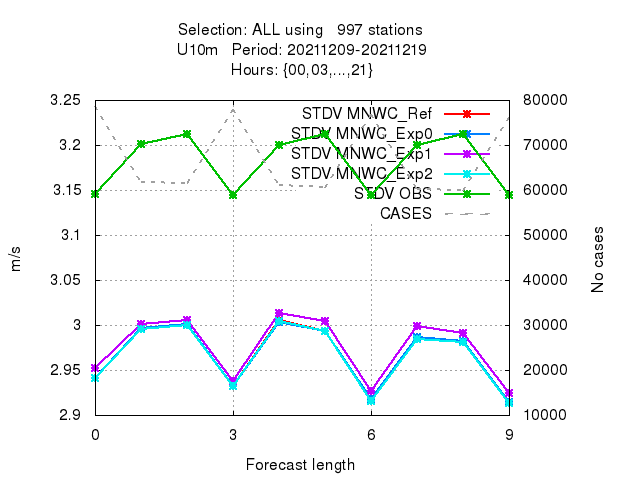 Selection: ALL using   997 stations
U10m   Period: 20211209-20211219
Hours: {00,03,...,21}
3.25
3.2
3.15
3.1
3.05
3
2.95
2.9
80000
70000
60000
50000
40000
30000
20000
10000
STDV MNWC_Ref
STDV MNWC_Exp0
STDV MNWC_Exp1
STDV MNWC_Exp2
STDV OBS
CASES
m/s
No cases
0 3 6 9
Forecast length